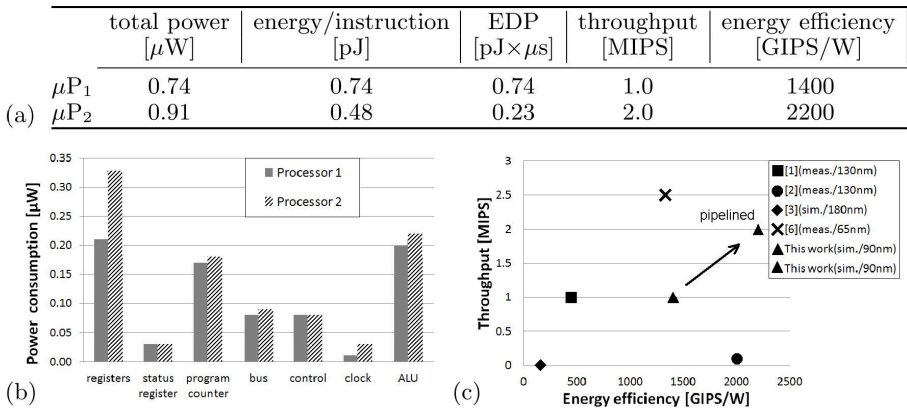 total power energy/instruction EDP throughput energy efficiency
[μW] [pJ] [pJ×μs] [MIPS] [GIPS/W]
μP1 0.74 0.74 0.74 1.0 1400
(a) μP2 0.91 0.48 0.23 2.0 2200
(b)
Power consumption [μW]
0.35
0.30
0.25
0.20
0.15
0.10
0.05
0.00
Processor 1
Processor 2
registers
status register
program counter
bus
control
clock
ALU
(c)
Throughput [MIPS]
3
2.5
2
1.5
1
0.5
0
pipelined
[1](meas./130nm)
[2](meas./130nm)
[3](sim./180nm)
[6](meas./65nm)
This work(sim./90nm)
This work(sim./90nm)
0 500 1000 1500 2000 2500
Energy efficiency [GIPS/W]